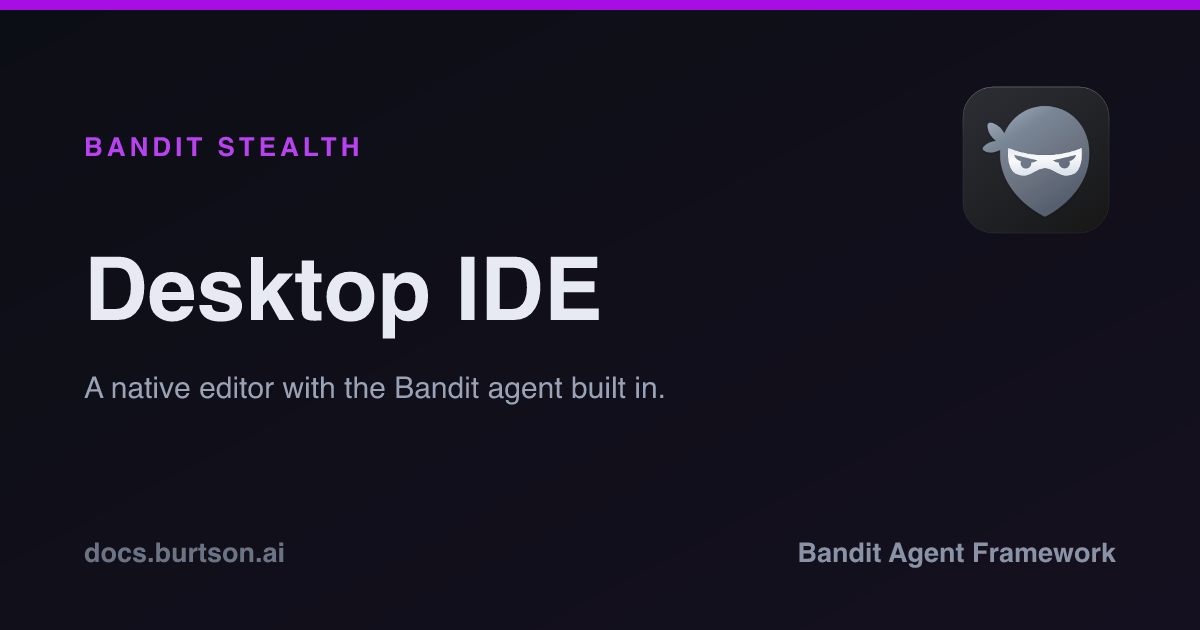 BANDIT STEALTH
Desktop IDE
A native editor with the Bandit agent built in.
docs.burtson.ai
Bandit Agent Framework